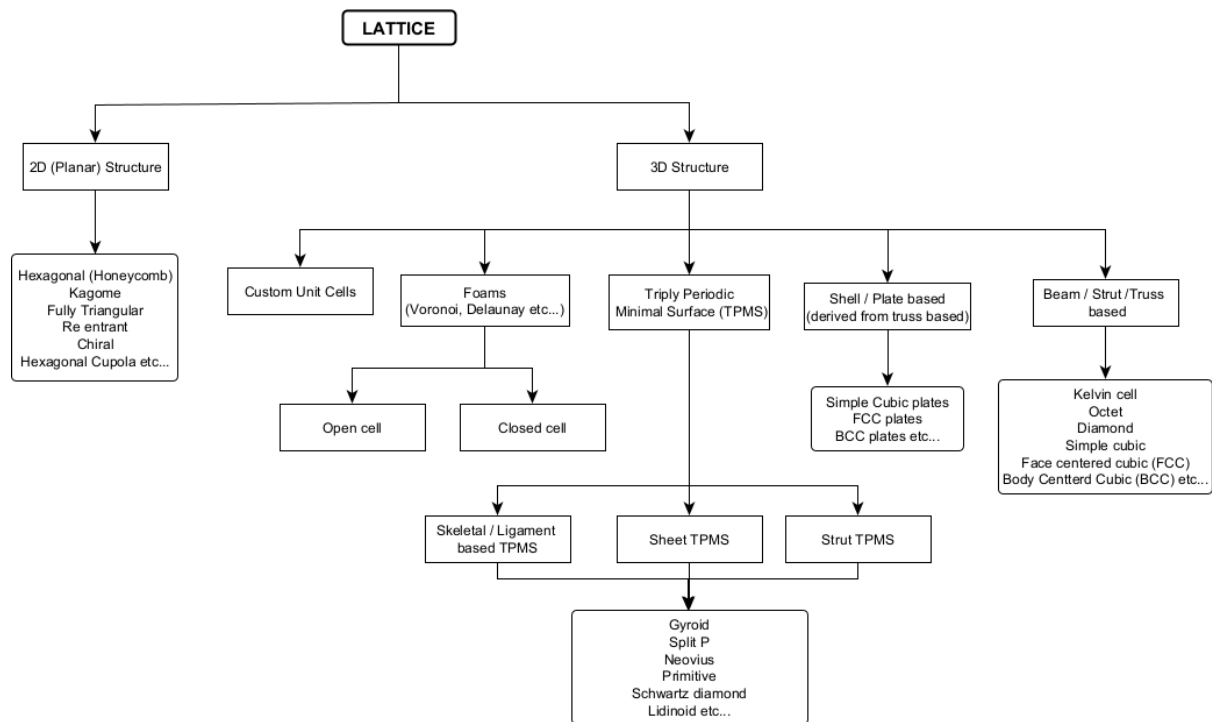 LATTICE
2D (Planar) Structure
3D Structure
Hexagonal (Honeycomb)
Kagome
Fully Triangular
Re entrant
Chiral
Hexagonal Cupola etc...
Custom Unit Cells
Foams
(Voronoi, Delaunay etc...)
Triply Periodic
Minimal Surface (TPMS)
Shell / Plate based
(derived from truss based)
Beam / Strut /Truss
based
Open cell
Closed cell
Simple Cubic plates
FCC plates
BCC plates etc...
Kelvin cell
Octet
Diamond
Simple cubic
Face centered cubic (FCC)
Body Centterd Cubic (BCC) etc...
Skeletal / Ligament
based TPMS
Sheet TPMS
Strut TPMS
Gyroid
Split P
Neovius
Primitive
Schwartz diamond
Lidinoid etc...